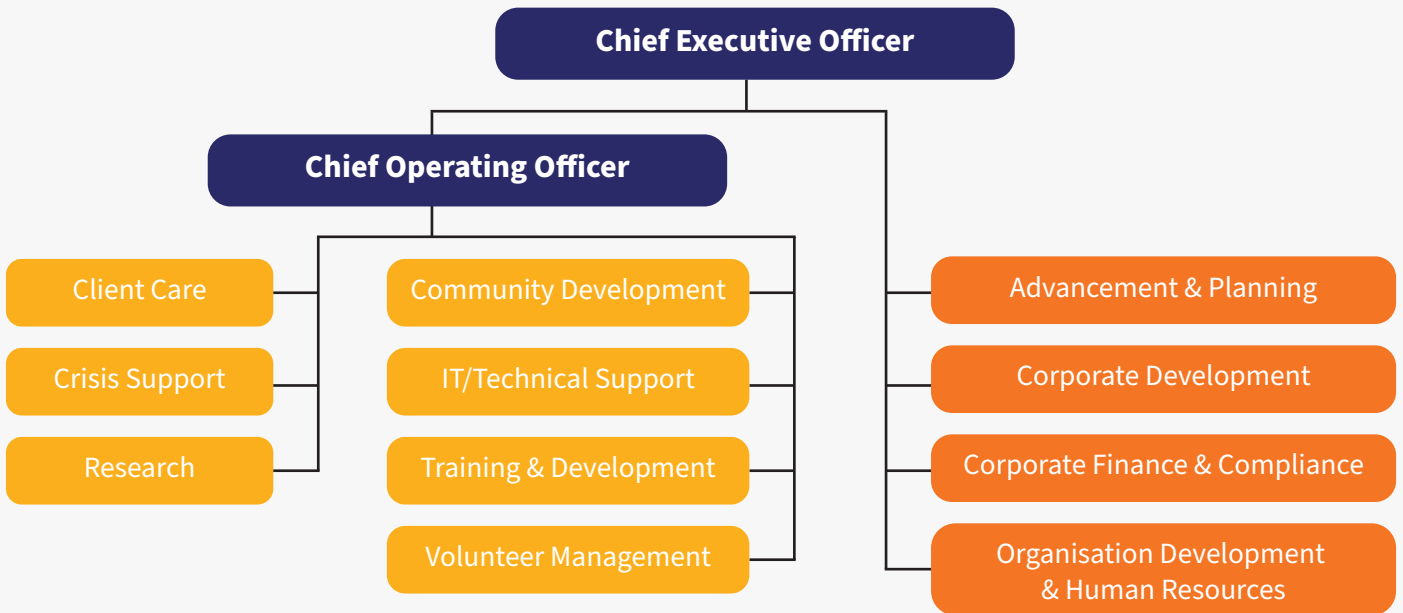 Chief Executive Officer
Chief Operating Officer
Client Care
Crisis Support
Research
Community Development
IT/Technical Support
Training & Development
Volunteer Management
Advancement & Planning
Corporate Development
Corporate Finance & Compliance
Organisation Development
& Human Resources